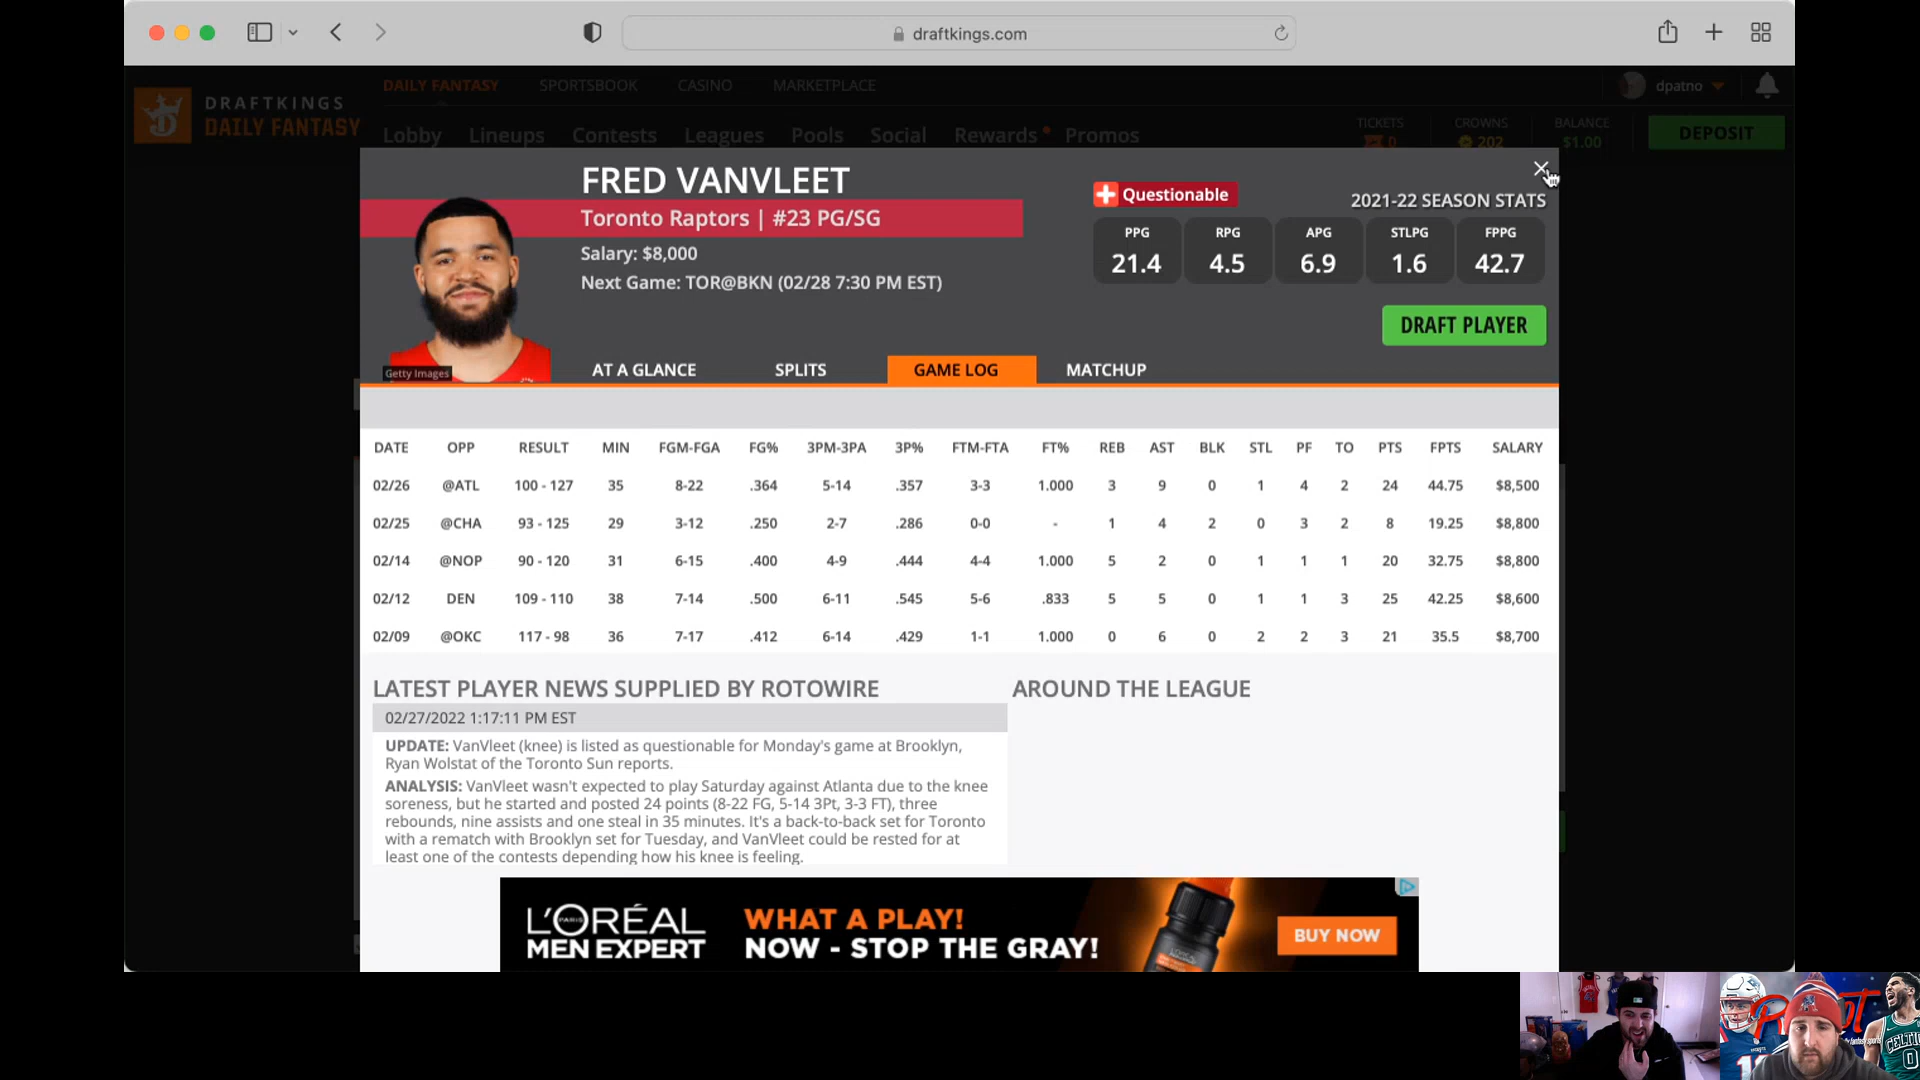 draftkings.com
DRAFTKINGS
DAILY FANTASY
DAILY FANTASY SPORTSBOOK CASINO MARKETPLACE
dpatno
Lobby Lineups Contests Leagues Pools Social Rewards Promos
TICKETS CROWNS BALANCE
0 202 $1.00
DEPOSIT
FRED VANVLEET
Toronto Raptors | #23 PG/SG
Salary: $8,000
Next Game: TOR@BKN (02/28 7:30 PM EST)
Questionable
2021-22 SEASON STATS
PPG RPG APG STLPG FPPG
21.4 4.5 6.9 1.6 42.7
DRAFT PLAYER
Getty Images
AT A GLANCE SPLITS GAME LOG MATCHUP
DATE OPP RESULT MIN FGM-FGA FG% 3PM-3PA 3P% FTM-FTA FT% REB AST BLK STL PF TO PTS FPTS SALARY
02/26 @ATL 100 - 127 35 8-22 .364 5-14 .357 3-3 1.000 3 9 0 1 4 2 24 44.75 $8,500
02/25 @CHA 93 - 125 29 3-12 .250 2-7 .286 0-0 - 1 4 2 0 3 2 8 19.25 $8,800
02/14 @NOP 90 - 120 31 6-15 .400 4-9 .444 4-4 1.000 5 2 0 1 1 1 20 32.75 $8,800
02/12 DEN 109 - 110 38 7-14 .500 6-11 .545 5-6 .833 5 5 0 1 1 3 25 42.25 $8,600
02/09 @OKC 117 - 98 36 7-17 .412 6-14 .429 1-1 1.000 0 6 0 2 2 3 21 35.5 $8,700
LATEST PLAYER NEWS SUPPLIED BY ROTOWIRE
AROUND THE LEAGUE
02/27/2022 1:17:11 PM EST
UPDATE: VanVleet (knee) is listed as questionable for Monday's game at Brooklyn,
Ryan Wolstat of the Toronto Sun reports.
ANALYSIS: VanVleet wasn't expected to play Saturday against Atlanta due to the knee
soreness, but he started and posted 24 points (8-22 FG, 5-14 3Pt, 3-3 FT), three
rebounds, nine assists and one steal in 35 minutes. It's a back-to-back set for Toronto
with a rematch with Brooklyn set for Tuesday, and VanVleet could be rested for at
least one of the contests depending how his knee is feeling.
L'ORÉAL
PARIS
MEN EXPERT
WHAT A PLAY!
NOW - STOP THE GRAY!
BUY NOW